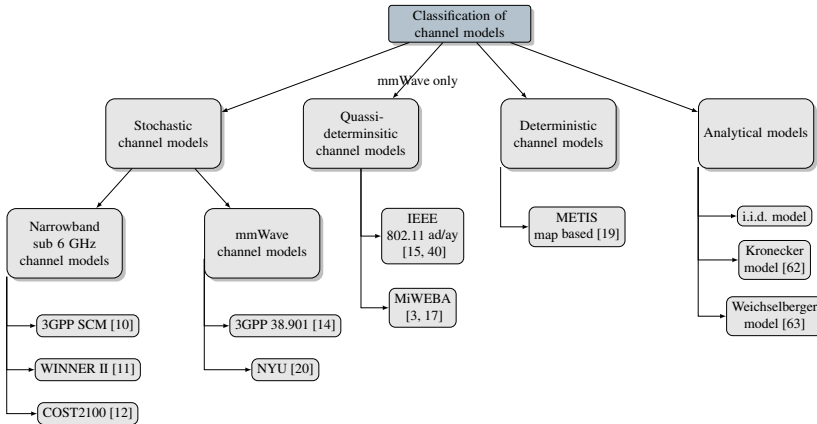 Classification of
channel models
mmWave only
Stochastic
channel models
Quassi-
determinsitic
channel models
Deterministic
channel models
Analytical models
Narrowband
sub 6 GHz
channel models
mmWave
channel models
IEEE
802.11 ad/ay
[15, 40]
METIS
map based [19]
i.i.d. model
Kronecker
model [62]
MiWEBA
[3, 17]
Weichselberger
model [63]
3GPP SCM [10]
3GPP 38.901 [14]
WINNER II [11]
NYU [20]
COST2100 [12]